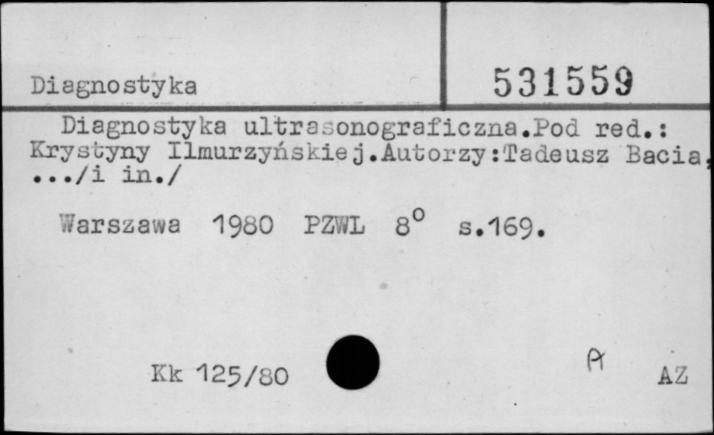 Diagnostyka 531559
Diagnostyka ultrasonograficzna.Pod red.:
Krystyny Ilmurzyńskiej.Autorzy:Tadeusz Bacia,
.../i in./
Warszawa 1980 PZWL 8° s.169.
Kk 125/80 A AZ